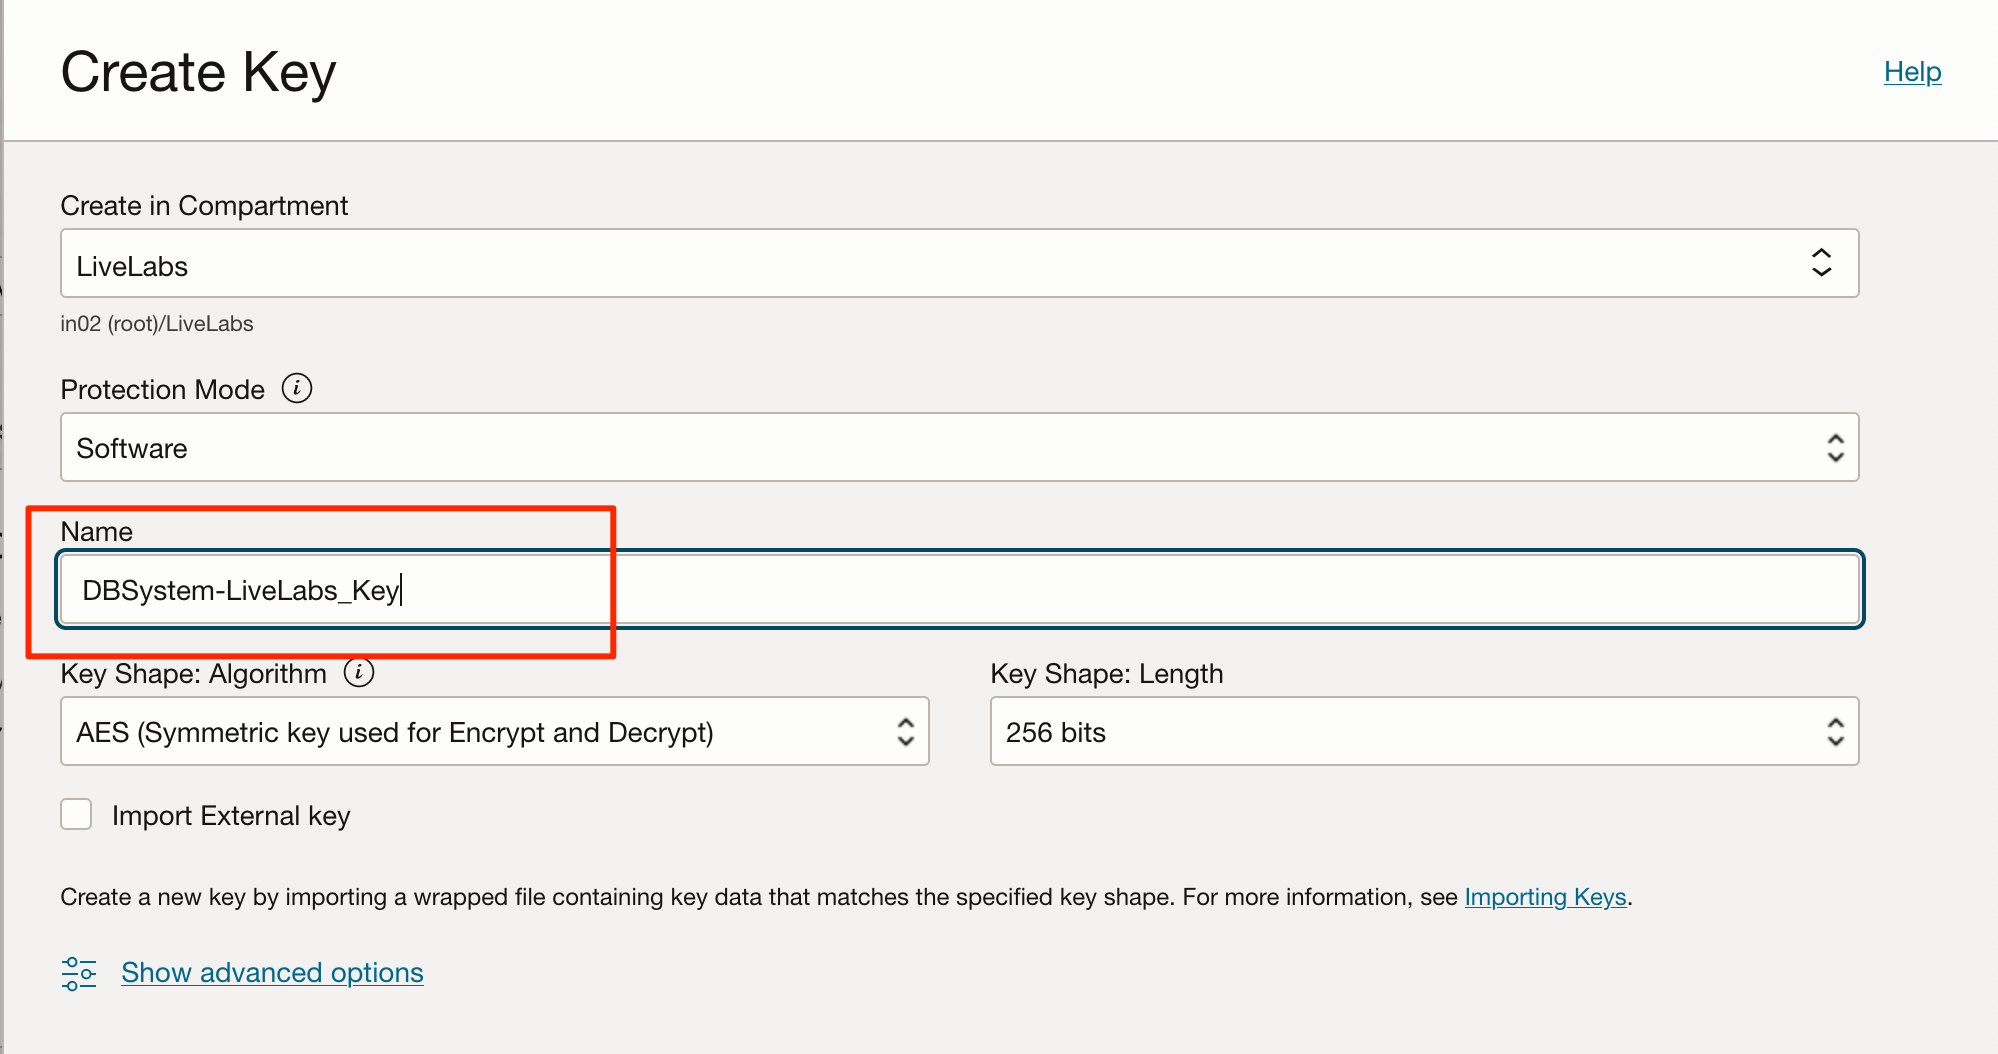 Create Key
Help
Create in Compartment
LiveLabs
in02 (root)/LiveLabs
Protection Mode i
Software
Name
DBSystem-LiveLabs_Key
Key Shape: Algorithm i
Key Shape: Length
AES (Symmetric key used for Encrypt and Decrypt)
256 bits
Import External key
Create a new key by importing a wrapped file containing key data that matches the specified key shape. For more information, see Importing Keys.
Show advanced options